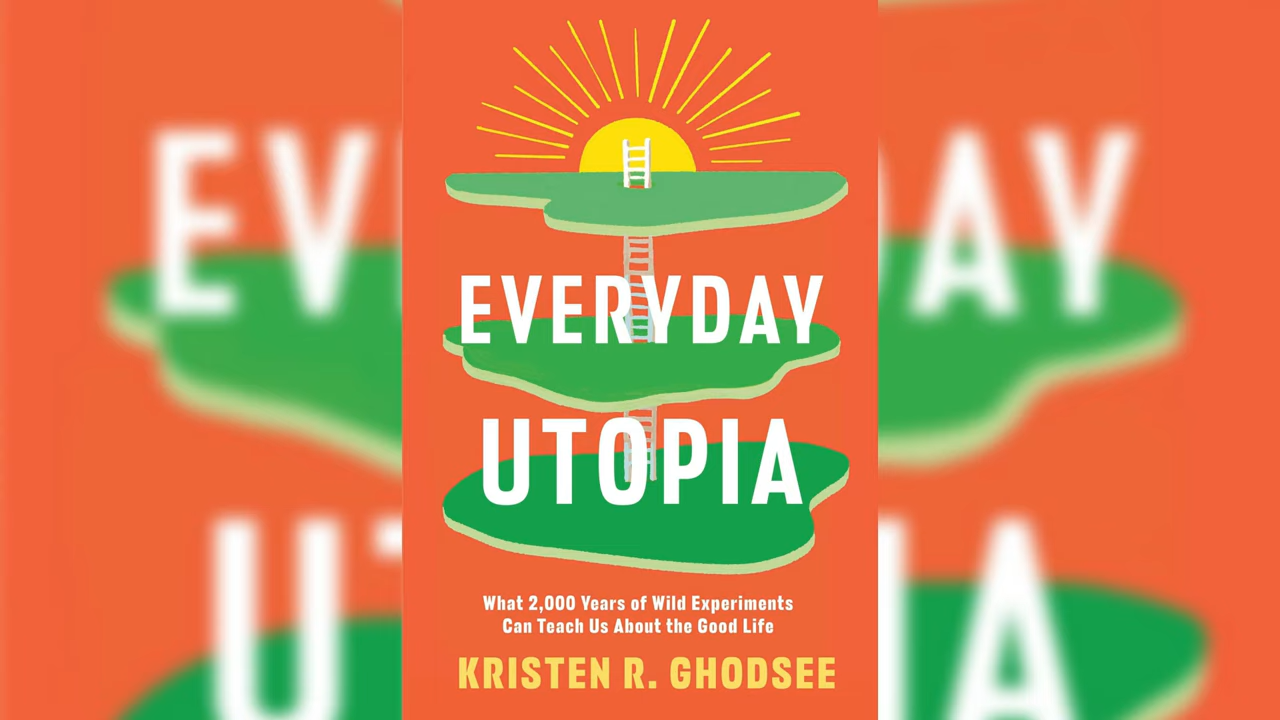 EVERYDAY
UTOPIA
What 2,000 Years of Wild Experiments
Can Teach Us About the Good Life
KRISTEN R. GHODSEE